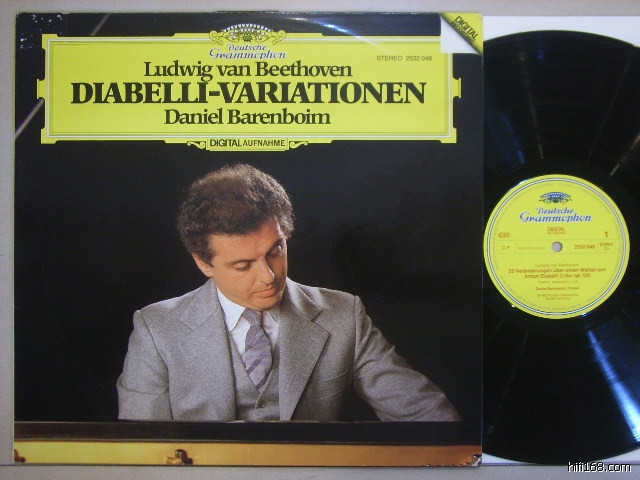 Deutsche
Grammophon
STEREO 2532 048
DIGITAL
Ludwig van Beethoven
DIABELLI-VARIATIONEN
Daniel Barenboim
DIGITAL AUFNAHME
Deutsche
Grammophon
DIGITAL
2532 048
STEREO
1
Ludwig van Beethoven
33 Veränderungen über einen Walzer von
Anton Diabelli C-dur op. 120
Daniel Barenboim, Klavier
hifi168.com